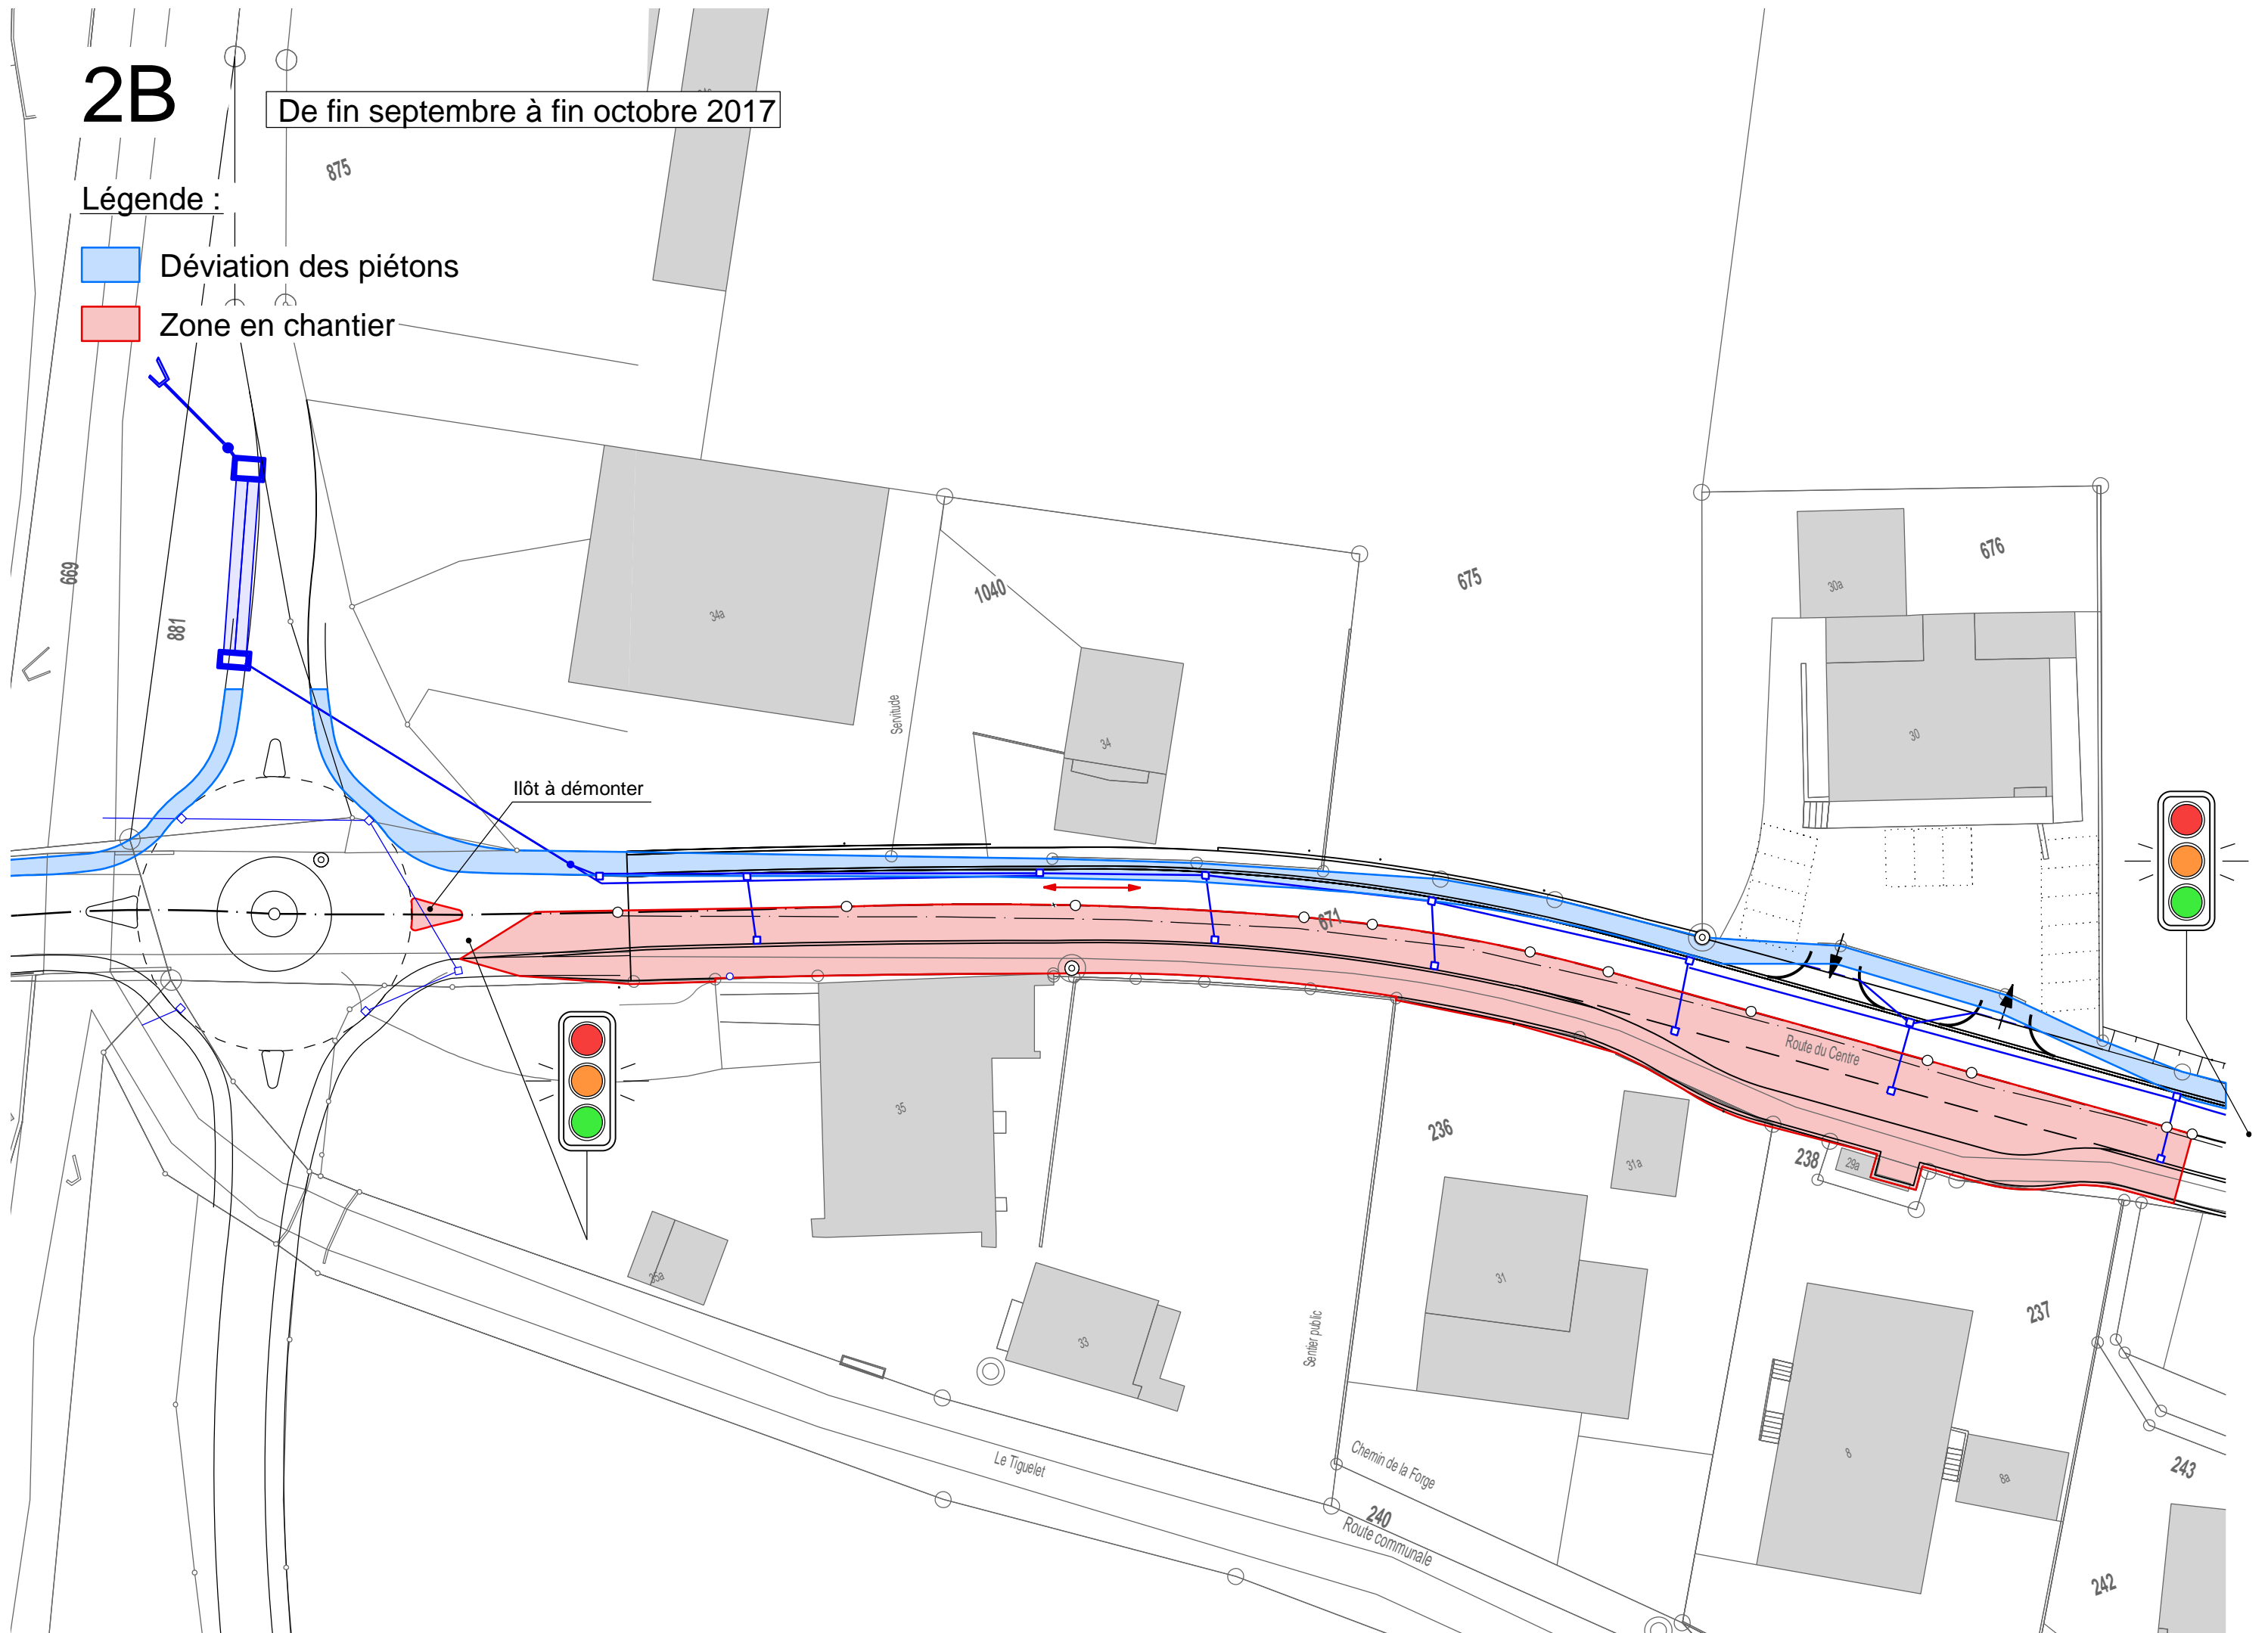 2B
De fin septembre à fin octobre 2017
875
Légende :
Déviation des piétons
Zone en chantier
669
881
34a
1040
675
676
30a
30
Servitude
34
Ilôt à démonter
671
Route du Centre
35
236
31a
238
29a
35a
33
Sentier public
31
237
8
8a
Le Tiguelet
Chemin de la Forge
240
Route communale
243
242